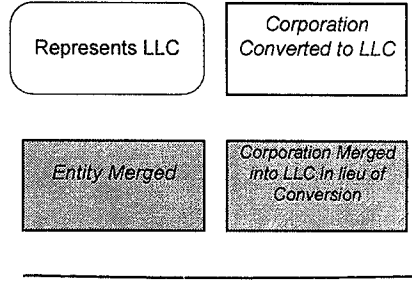 Represents LLC
Corporation
Converted to LLC
Entity Merged
Corporation Merged
into LLC in lieu of
Conversion